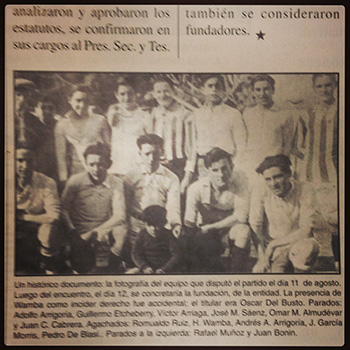 analizaron y aprobaron los
estatutos, se confirmaron en
sus cargos al Pres. Sec. y Tes.
también se consideraron
fundadores. ★
Un histórico documento: la fotografía del equipo que disputó el partido el día 11 de agosto.
Luego del encuentro, el día 12, se concretaría la fundación, de la entidad. La presencia de
Wamba como incider derecho fue accidental; el titular era Oscar Del Busto. Parados:
Adolfo Arrigoria, Guillermo Etcheberry, Víctor Arriaga, José M. Sáenz, Omar M. Almudévar
y Juan C. Cabrera. Agachados: Romualdo Ruiz, H. Wamba, Andrés A. Arrigoria, J. García
Morris, Pedro De Blasi.. Parados a la izquierda: Rafael Muñoz y Juan Bonin.